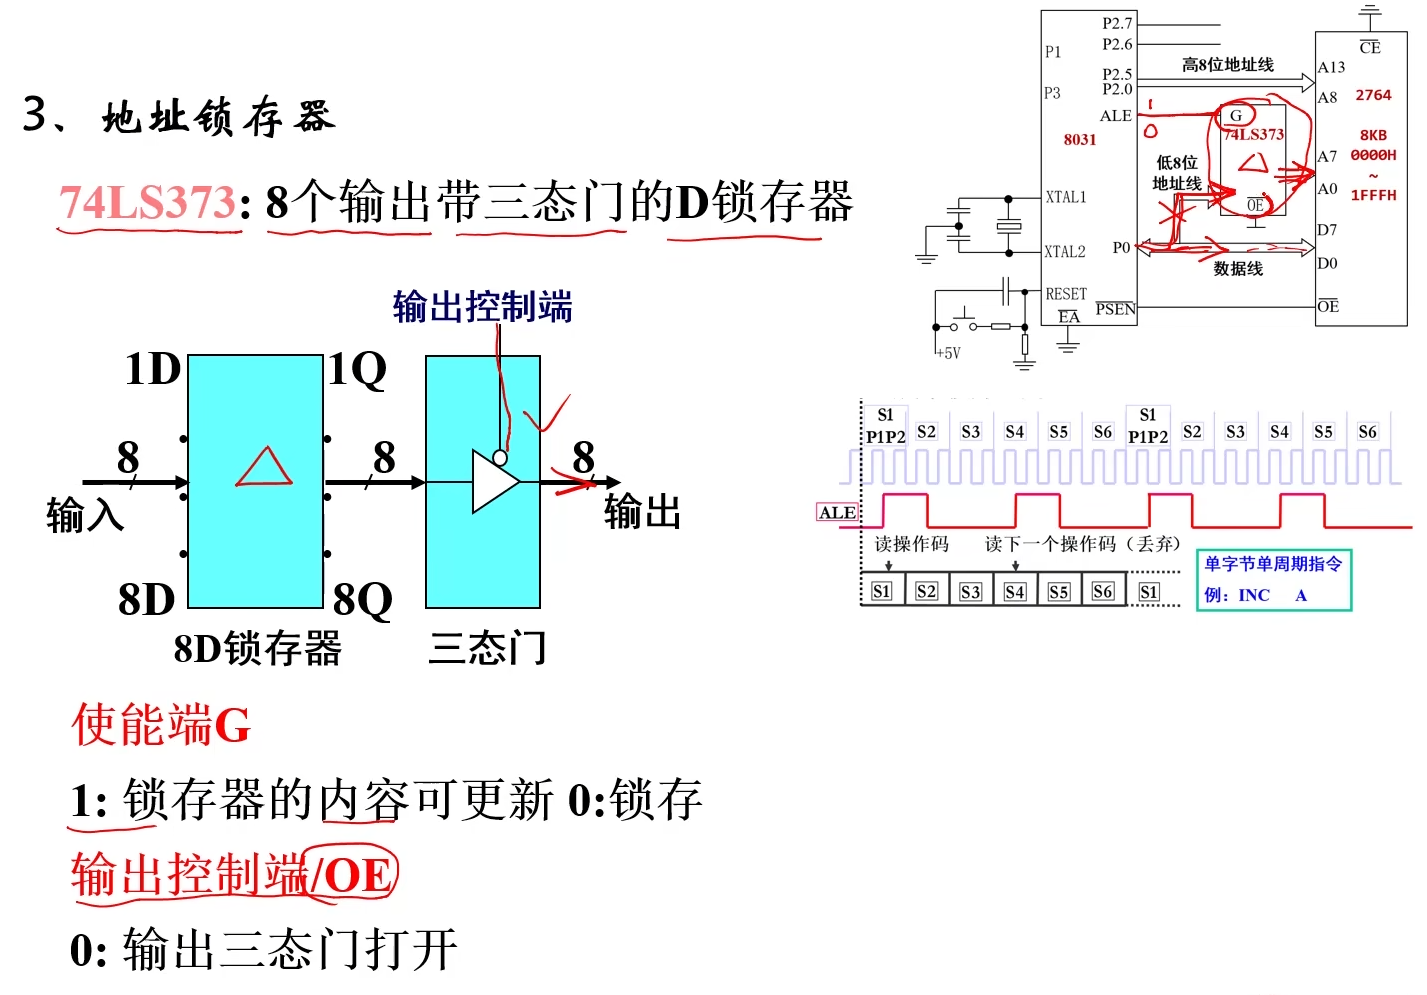 3、地址锁存器
74LS373: 8个输出带三态门的D锁存器
输出控制端
1D
1Q
8
8
8
输入
输出
8D
8Q
8D锁存器
三态门
使能端G
1: 锁存器的内容可更新 0:锁存
输出控制端/OE
0: 输出三态门打开
P2.7
P2.6
P1
P2.5
P2.0
P3
ALE
8031
XTAL1
XTAL2
P0
RESET
EA
PSEN
+5V
高8位地址线
1
0
G
74LS373
低8位
地址线
OE
数据线
CE
A13
A8
2764
8KB
0000H
~
1FFFH
A7
A0
D7
D0
OE
S1
P1P2
S2
S3
S4
S5
S6
S1
P1P2
S2
S3
S4
S5
S6
ALE
读操作码
读下一个操作码（丢弃）
S1
S2
S3
S4
S5
S6
S1
单字节单周期指令
例：INC A